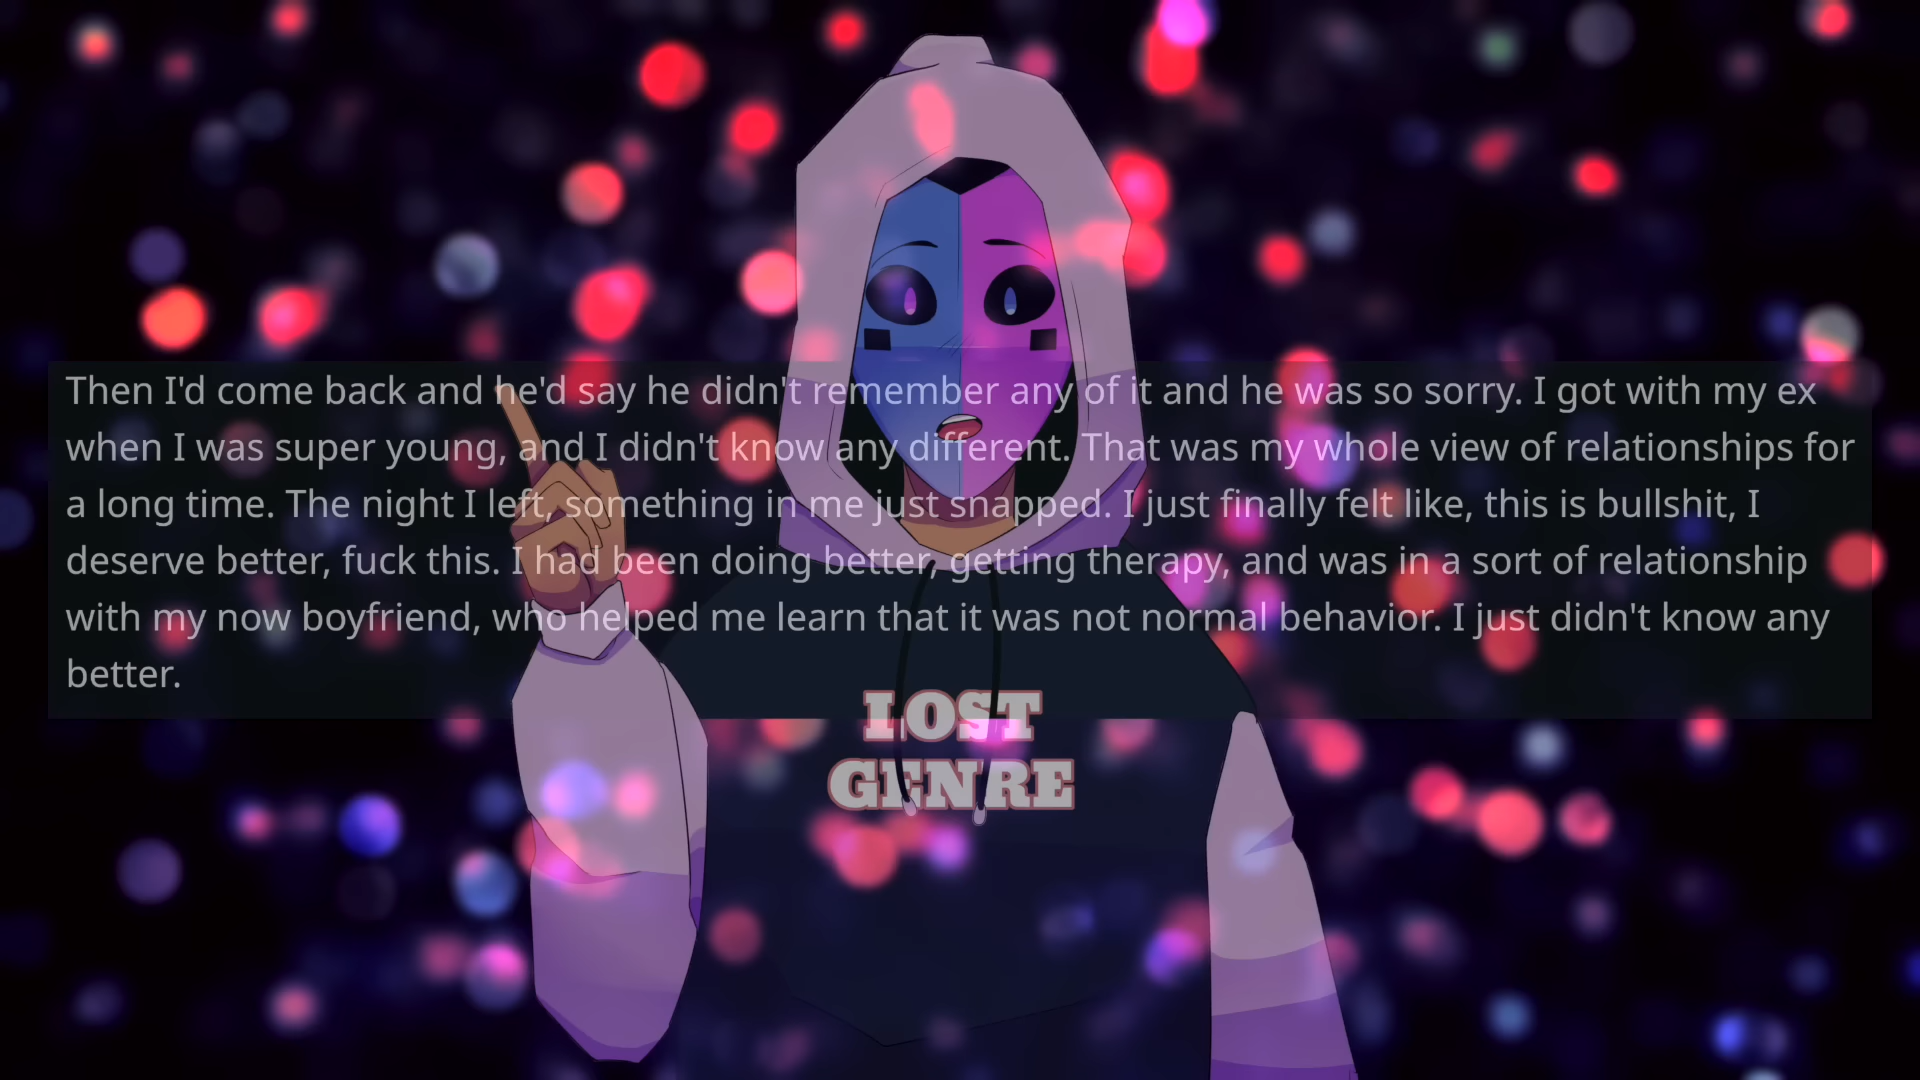 Then I'd come back and he'd say he didn't remember any of it and he was so sorry. I got with my ex
when I was super young, and I didn't know any different. That was my whole view of relationships for
a long time. The night I left, something in me just snapped. I just finally felt like, this is bullshit, I
deserve better, fuck this. I had been doing better, getting therapy, and was in a sort of relationship
with my now boyfriend, who helped me learn that it was not normal behavior. I just didn't know any
better.
LOST
GENRE